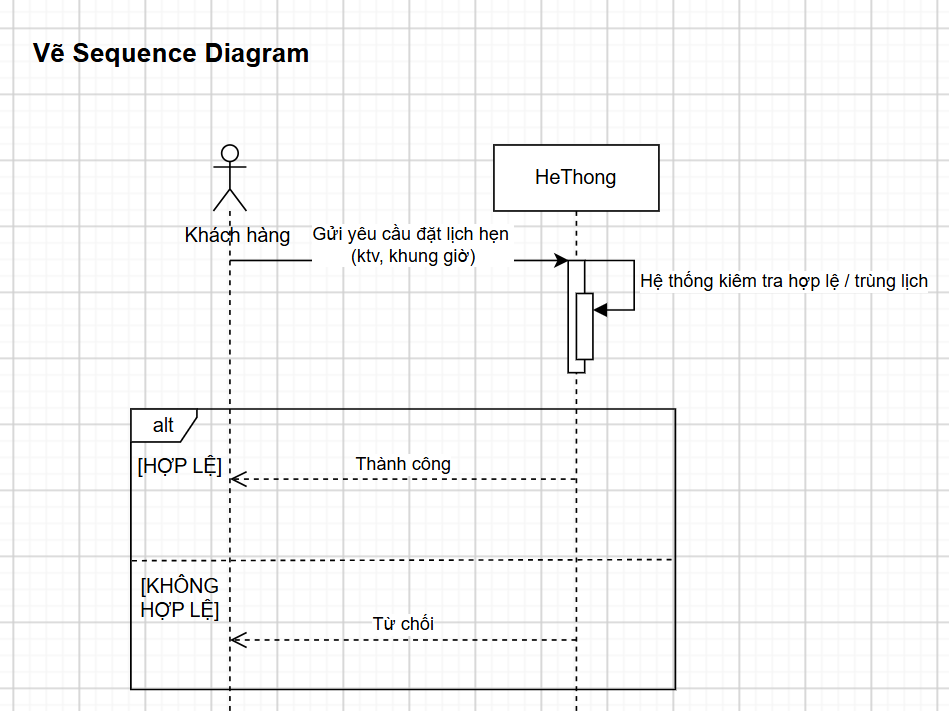 Vẽ Sequence Diagram
HeThong
Khách hàng
Gửi yêu cầu đặt lịch hẹn
(ktv, khung giờ)
Hệ thống kiêm tra hợp lệ / trùng lịch
alt
[HỢP LỆ]
Thành công
[KHÔNG
HỢP LỆ]
Từ chối